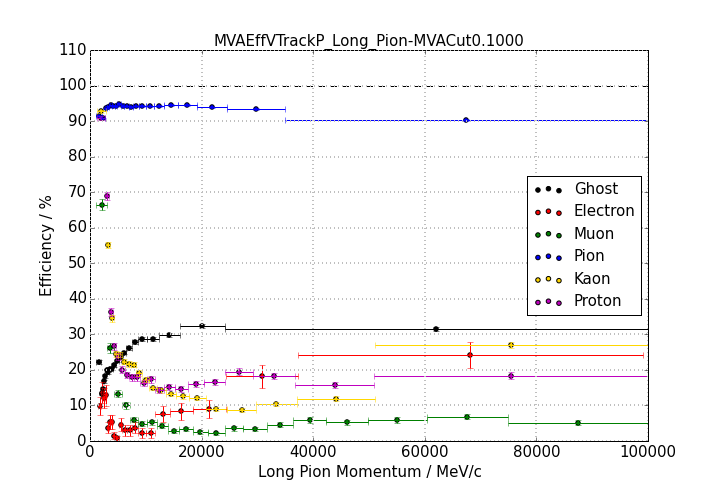 MVAEffVTrackP_Long_Pion-MVACut0.1000
110
100
90
80
70
60
50
40
30
20
10
0
Efficiency / %
Ghost
Electron
Muon
Pion
Kaon
Proton
0 20000 40000 60000 80000 100000
Long Pion Momentum / MeV/c